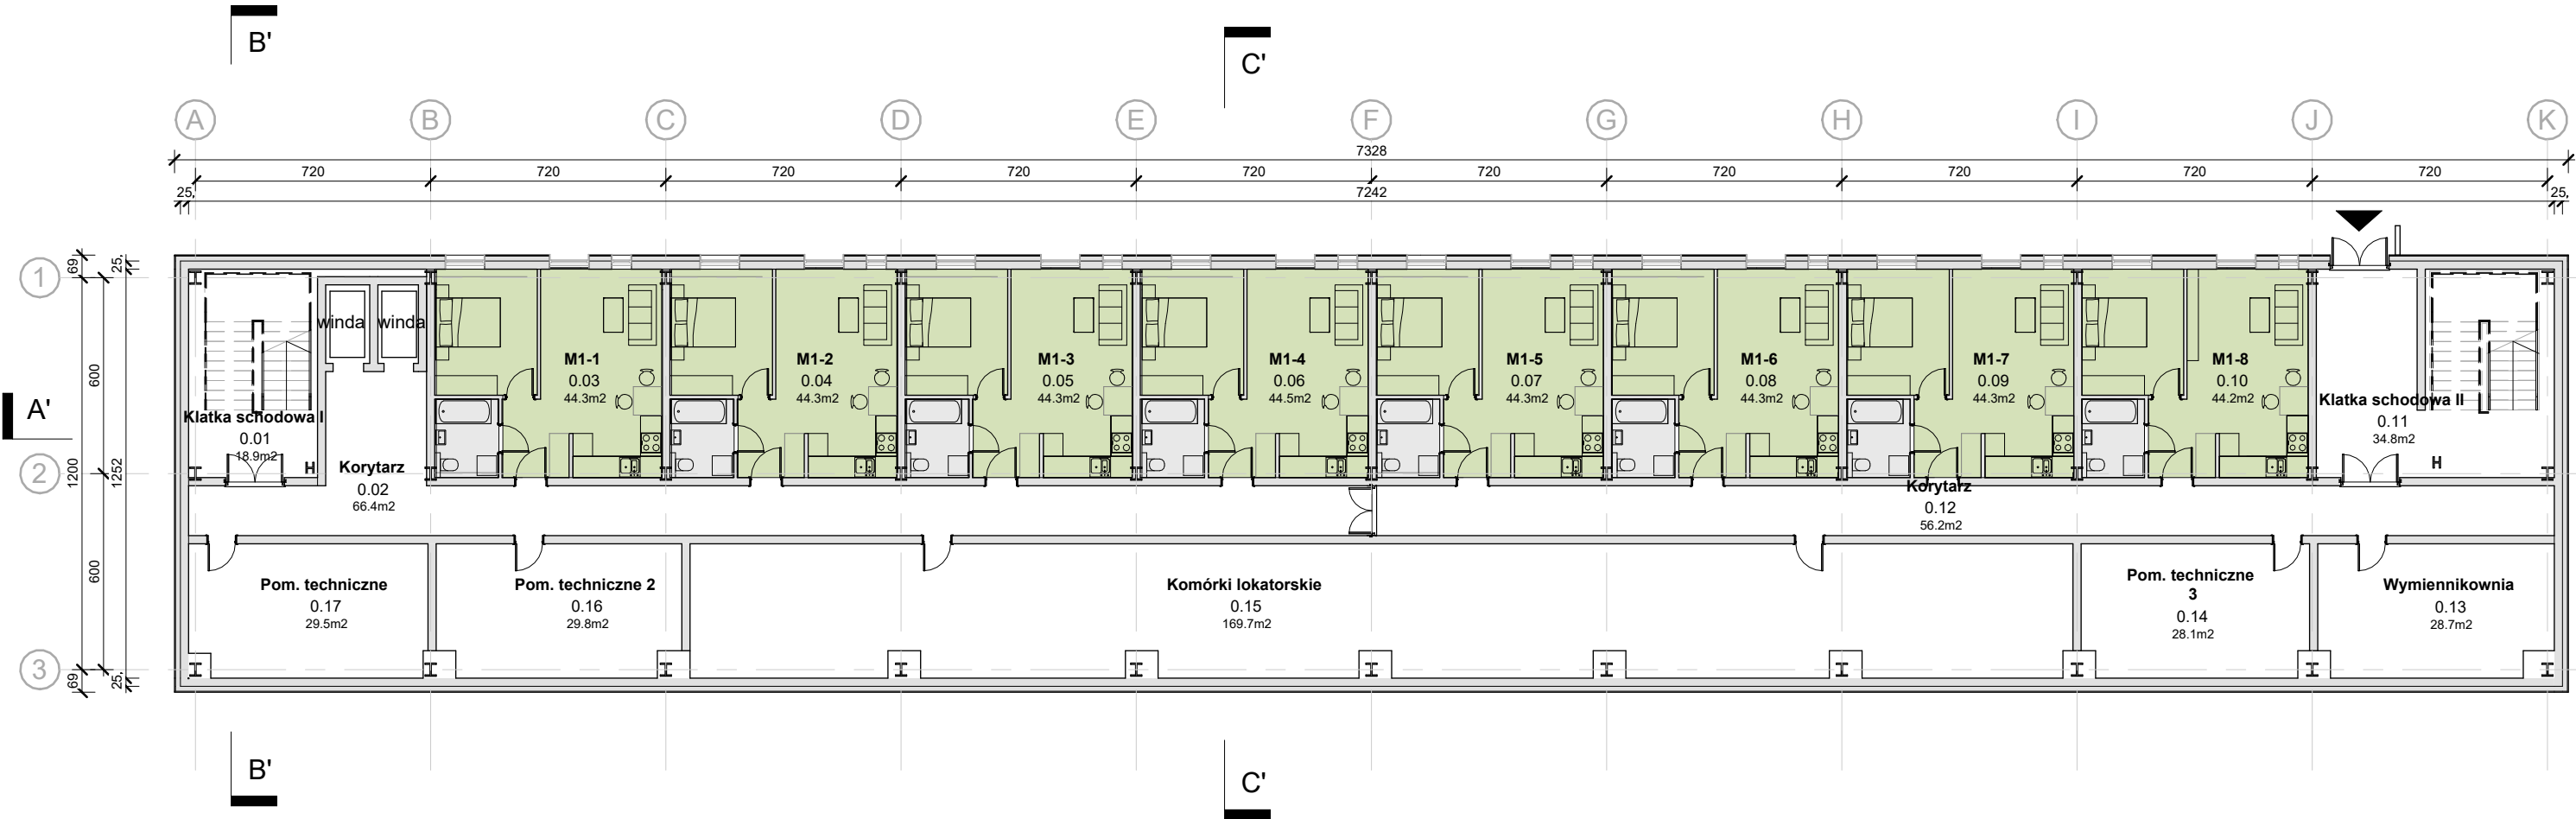 B'
C'
A
B
C
D
E
F
G
H
I
J
K
7328
720
720
720
720
720
720
720
720
720
720
25,
7242
25,
1
2
3
69
25,
600
1200
1252
600
69
25,
A'
winda
winda
Klatka schodowa I
0.01
18.9m2
H
Korytarz
0.02
66.4m2
M1-1
0.03
44.3m2
M1-2
0.04
44.3m2
M1-3
0.05
44.3m2
M1-4
0.06
44.5m2
M1-5
0.07
44.3m2
M1-6
0.08
44.3m2
M1-7
0.09
44.3m2
M1-8
0.10
44.2m2
Klatka schodowa II
0.11
34.8m2
H
Korytarz
0.12
56.2m2
Pom. techniczne
0.17
29.5m2
Pom. techniczne 2
0.16
29.8m2
Komórki lokatorskie
0.15
169.7m2
Pom. techniczne
3
0.14
28.1m2
Wymiennikownia
0.13
28.7m2
B'
C'